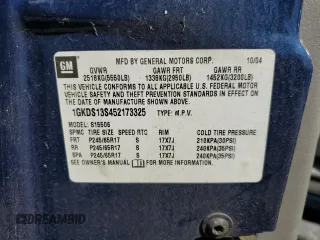 GM
MFD BY GENERAL MOTORS CORP. 10/04
GVWR GAWR FRT GAWR RR
2518KG(5550LB) 1338KG(2950LB) 1452KG(3200LB)
THIS VEHICLE CONFORMS TO ALL APPLICABLE U.S.
FEDERAL MOTOR VEHICLE SAFETY AND THEFT
PREVENTION STANDARDS IN EFFECT ON THE DATE
OF MANUFACTURE SHOWN ABOVE.
1GKDS13S452173325 TYPE: M.P.V.
MODEL: S15506
SPMC TIRE SIZE SPEED RTG RIM COLD TIRE PRESSURE
FRT P245/65R17 S 17X7J 210KPA(30PSI)
RR P245/65R17 S 17X7J 240KPA(35PSI)
SPA P245/65R17 S 17X7J 240KPA(35PSI)
SEE OWNER'S MANUAL FOR ADDITIONAL INFORMATION